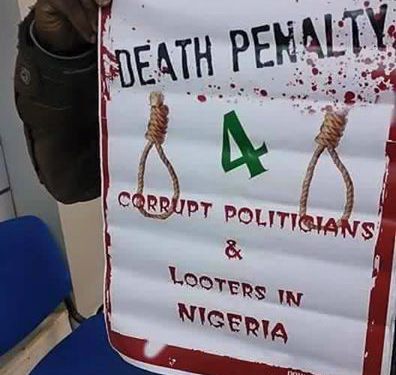 DEATH PENALTY
4
CORRUPT POLITICIANS
&
LOOTERS IN
NIGERIA